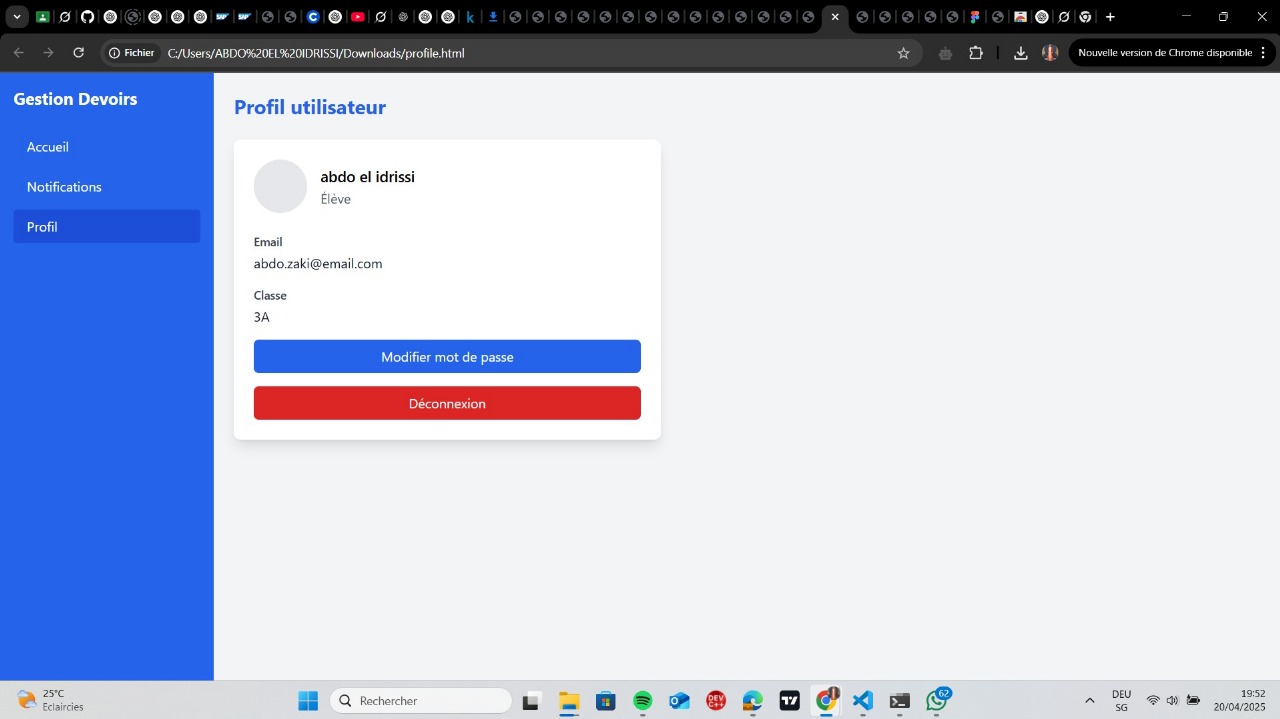 Fichier
C:/Users/ABDO%20EL%20IDRISSI/Downloads/profile.html
Nouvelle version de Chrome disponible
Gestion Devoirs
Accueil
Notifications
Profil
Profil utilisateur
abdo el idrissi
Élève
Email
abdo.zaki@email.com
Classe
3A
Modifier mot de passe
Déconnexion
25°C
Eclaircies
Rechercher
DEV
C++
62
DEU
SG
19:52
20/04/2025